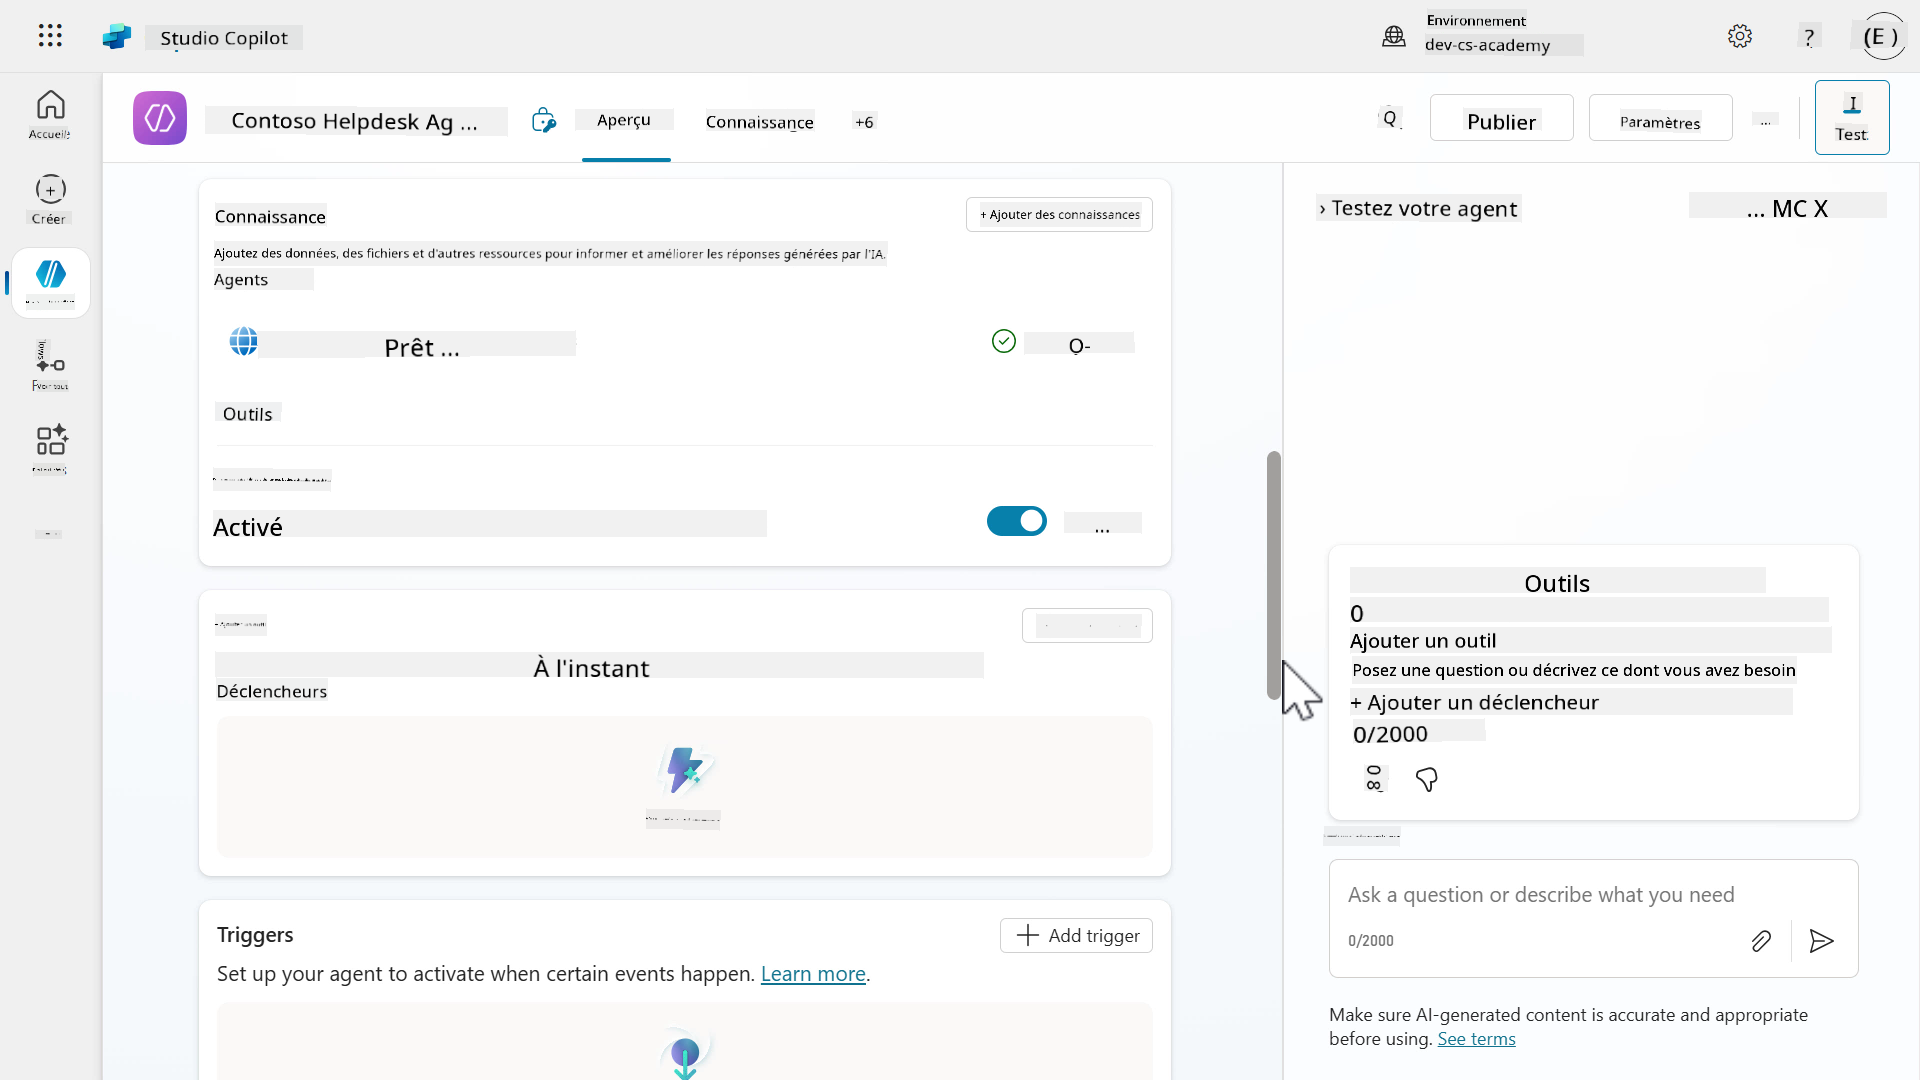 Studio Copilot
Environnement
dev-cs-academy
?
(E )
Accueil
Créer
Contoso Helpdesk Ag ...
Aperçu
Connaissance
+6
Q
Publier
Paramètres
...
I
Test
Connaissance
+ Ajouter des connaissances
Ajoutez des données, des fichiers et d'autres ressources pour informer et améliorer les réponses générées par l'IA.
Agents
Prêt ...
Q-
Outils
Activé
...
À l'instant
Déclencheurs
Triggers
Add trigger
Set up your agent to activate when certain events happen. Learn more.
› Testez votre agent
... MC X
Outils
0
Ajouter un outil
Posez une question ou décrivez ce dont vous avez besoin
+ Ajouter un déclencheur
0/2000
Ask a question or describe what you need
0/2000
Make sure AI-generated content is accurate and appropriate
before using. See terms